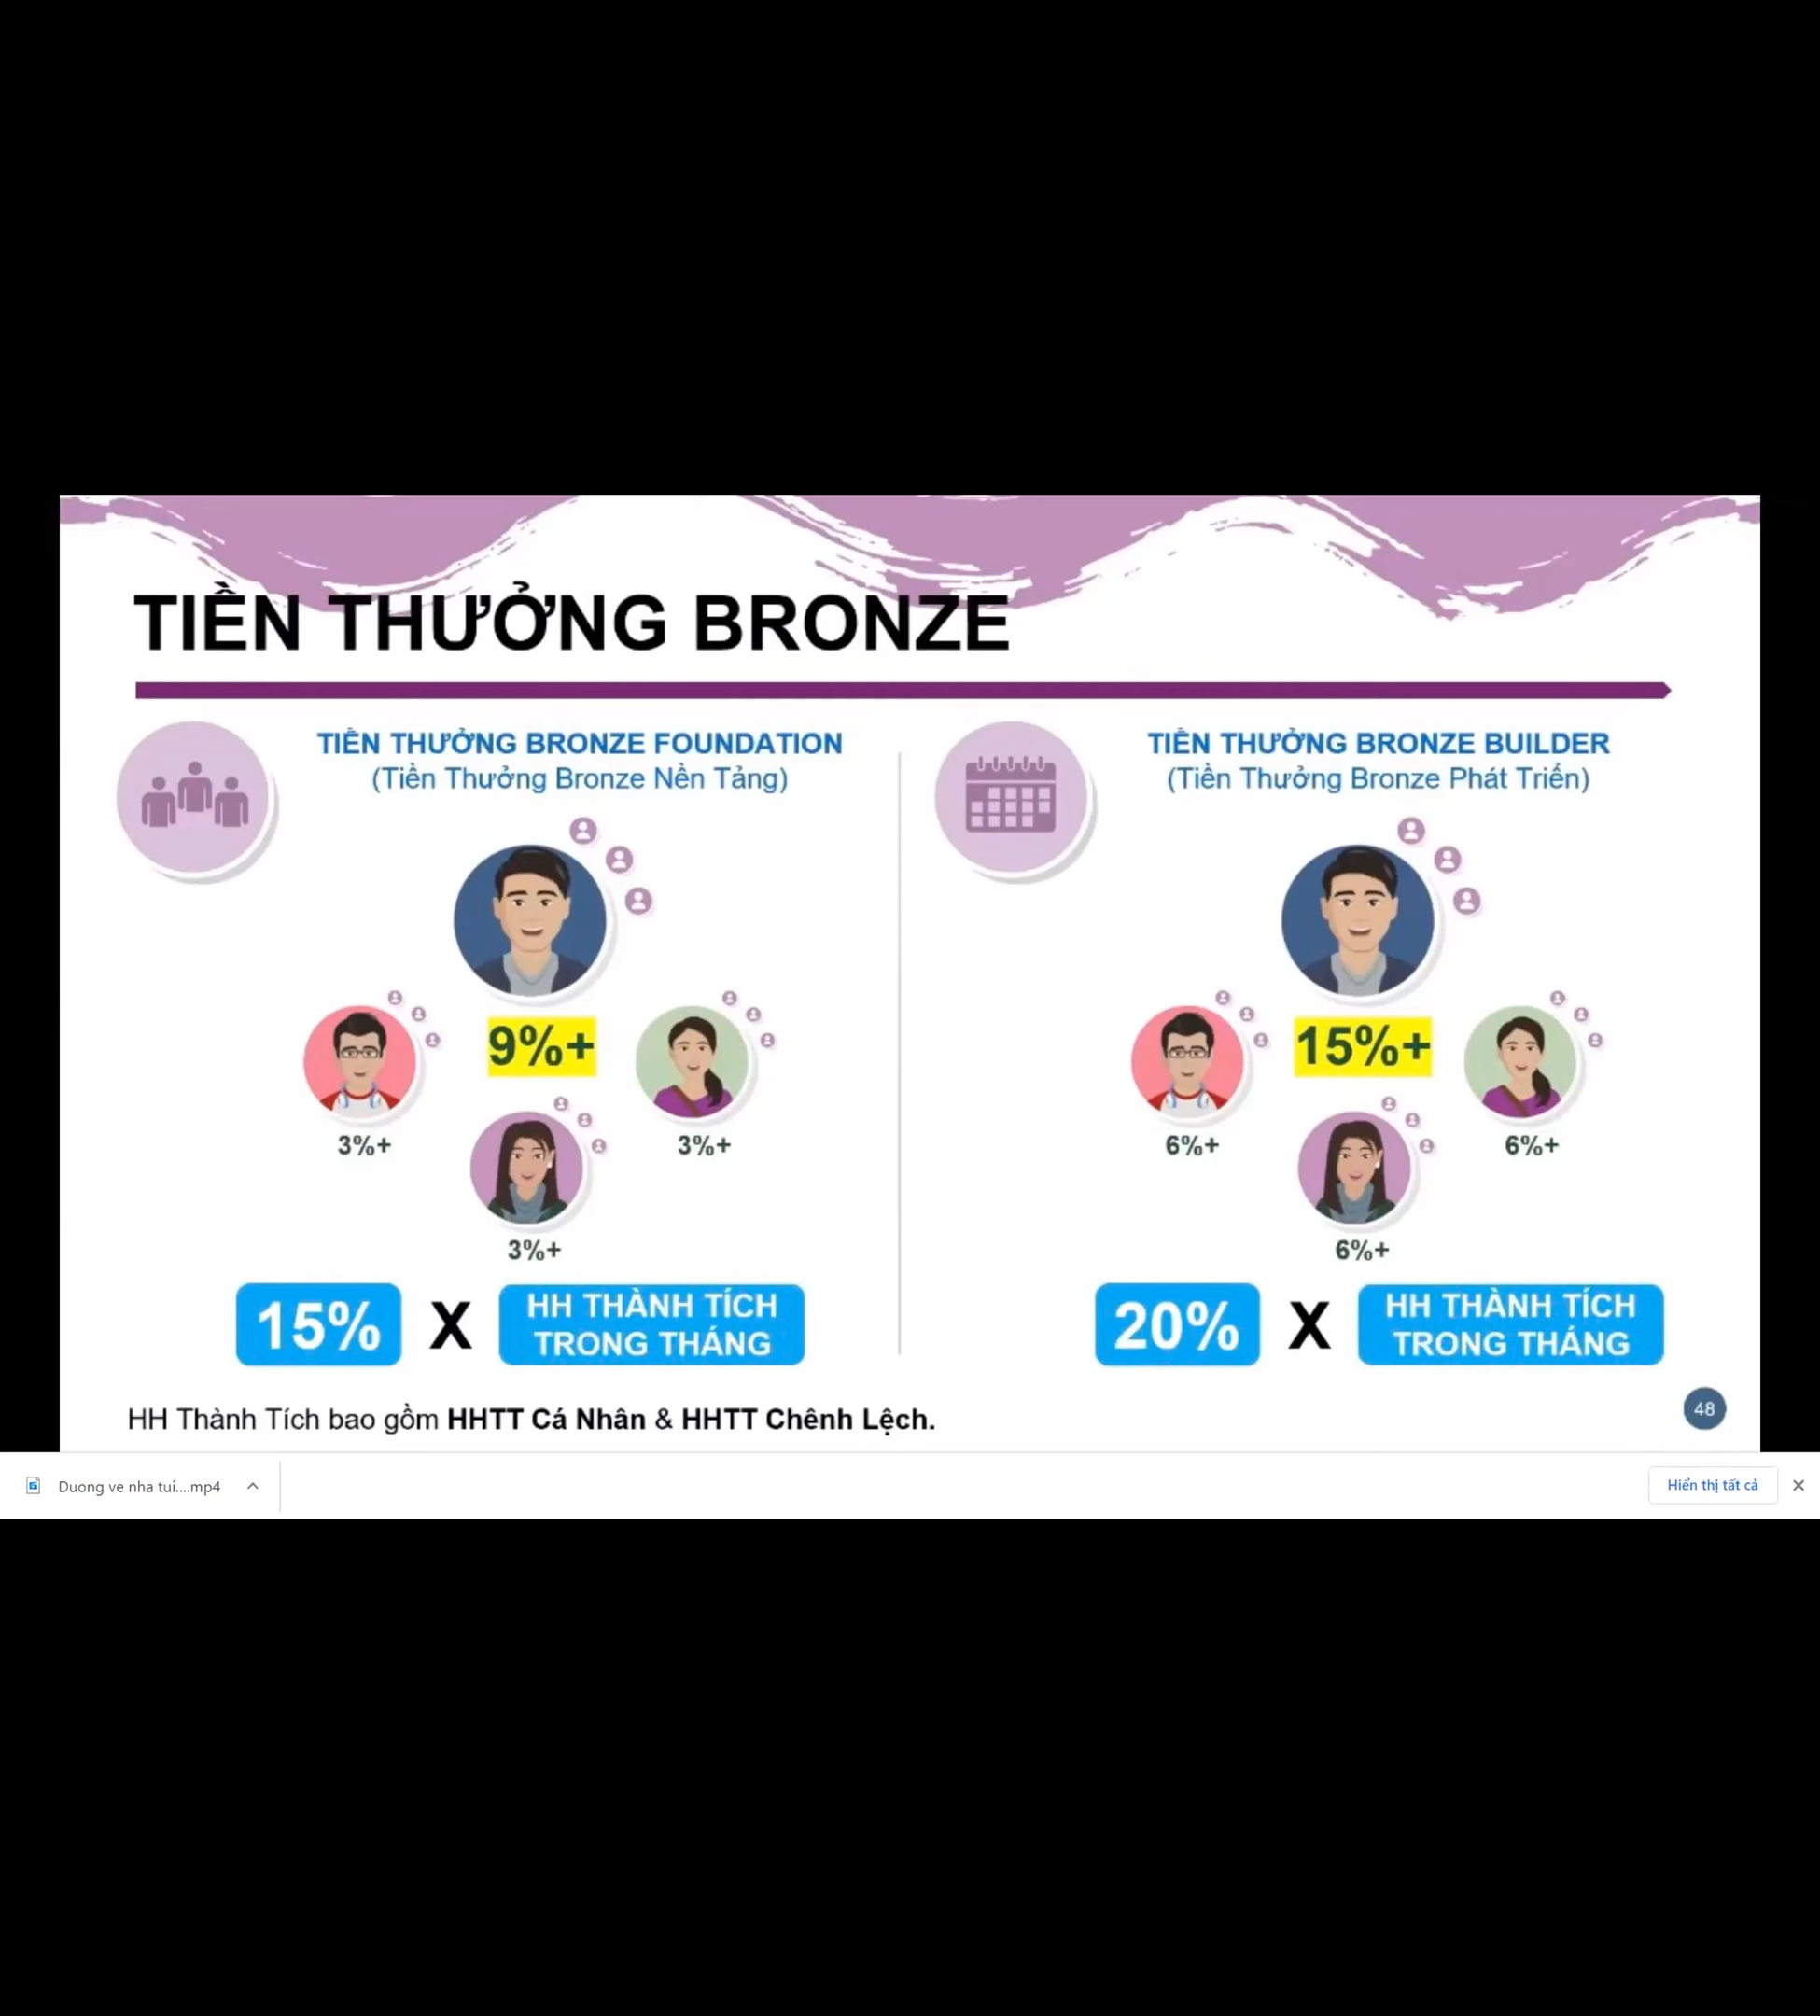 TIỀN THƯỞNG BRONZE
TIỀN THƯỞNG BRONZE FOUNDATION
(Tiền Thưởng Bronze Nền Tảng)
9%+
3%+
3%+
3%+
15% X HH THÀNH TÍCH
TRONG THÁNG
TIỀN THƯỞNG BRONZE BUILDER
(Tiền Thưởng Bronze Phát Triển)
15%+
6%+
6%+
6%+
20% X HH THÀNH TÍCH
TRONG THÁNG
HH Thành Tích bao gồm HHTT Cá Nhân & HHTT Chênh Lệch.
48
Duong ve nha tui....mp4
Hiển thị tất cả